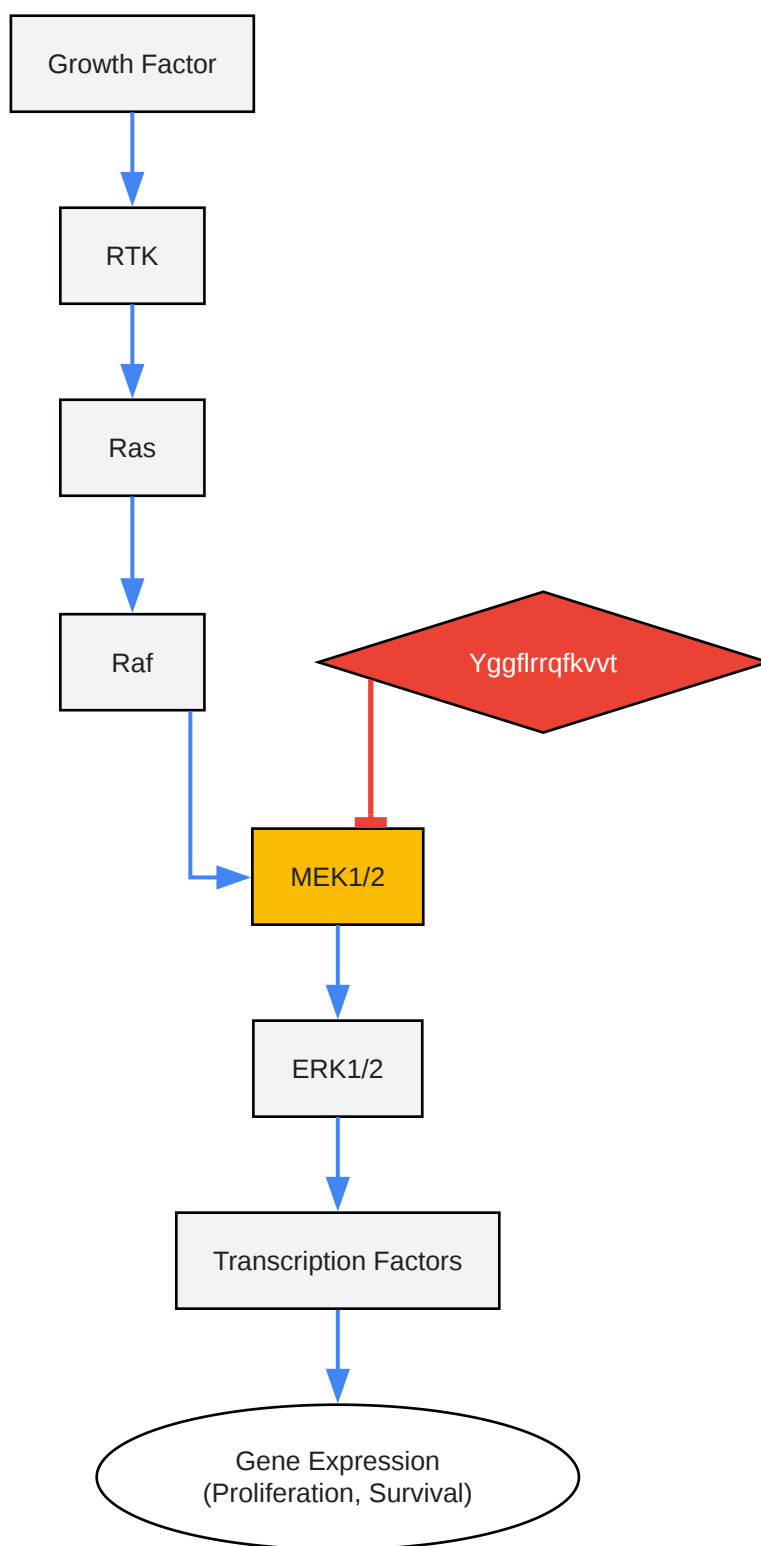 Growth Factor
RTK
Ras
Raf
Yggflrrqfkvvt
MEK1/2
ERK1/2
Transcription Factors
Gene Expression
(Proliferation, Survival)